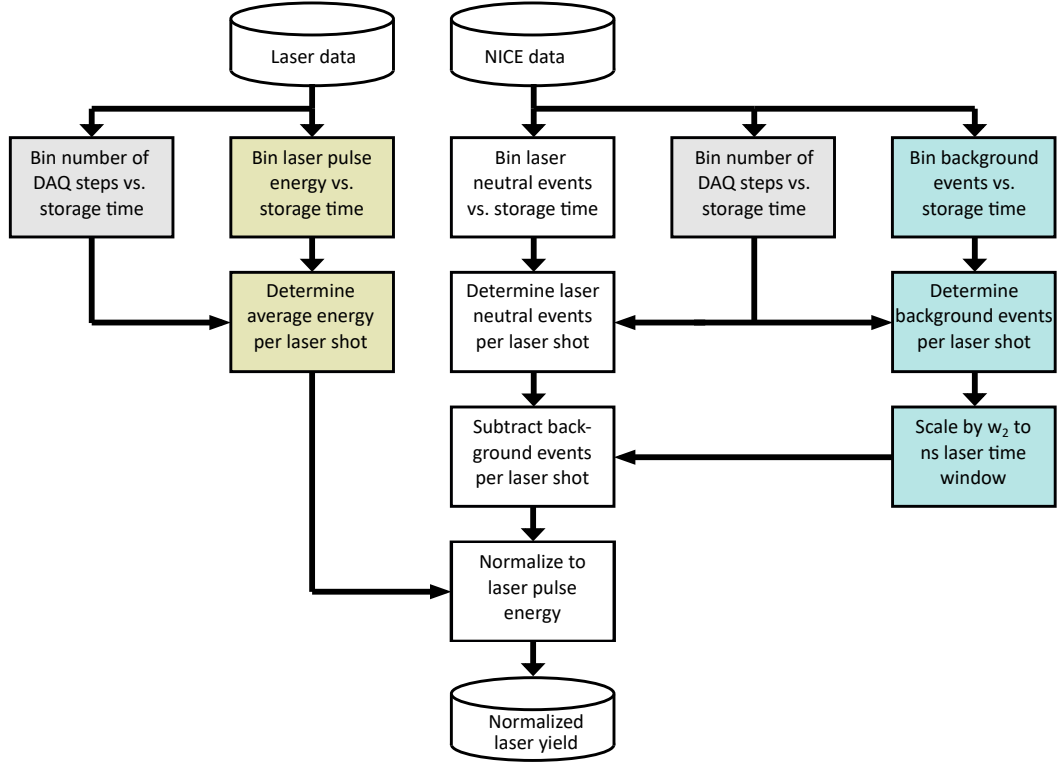 Laser data
NICE data
Bin number of
DAQ steps vs.
storage time
Bin laser pulse
energy vs.
storage time
Bin laser
neutral events
vs. storage time
Bin number of
DAQ steps vs.
storage time
Bin background
events vs.
storage time
Determine
average energy
per laser shot
Determine laser
neutral events
per laser shot
Determine
background events
per laser shot
Subtract back-
ground events
per laser shot
Scale by w₂ to
ns laser time
window
Normalize to
laser pulse
energy
Normalized
laser yield